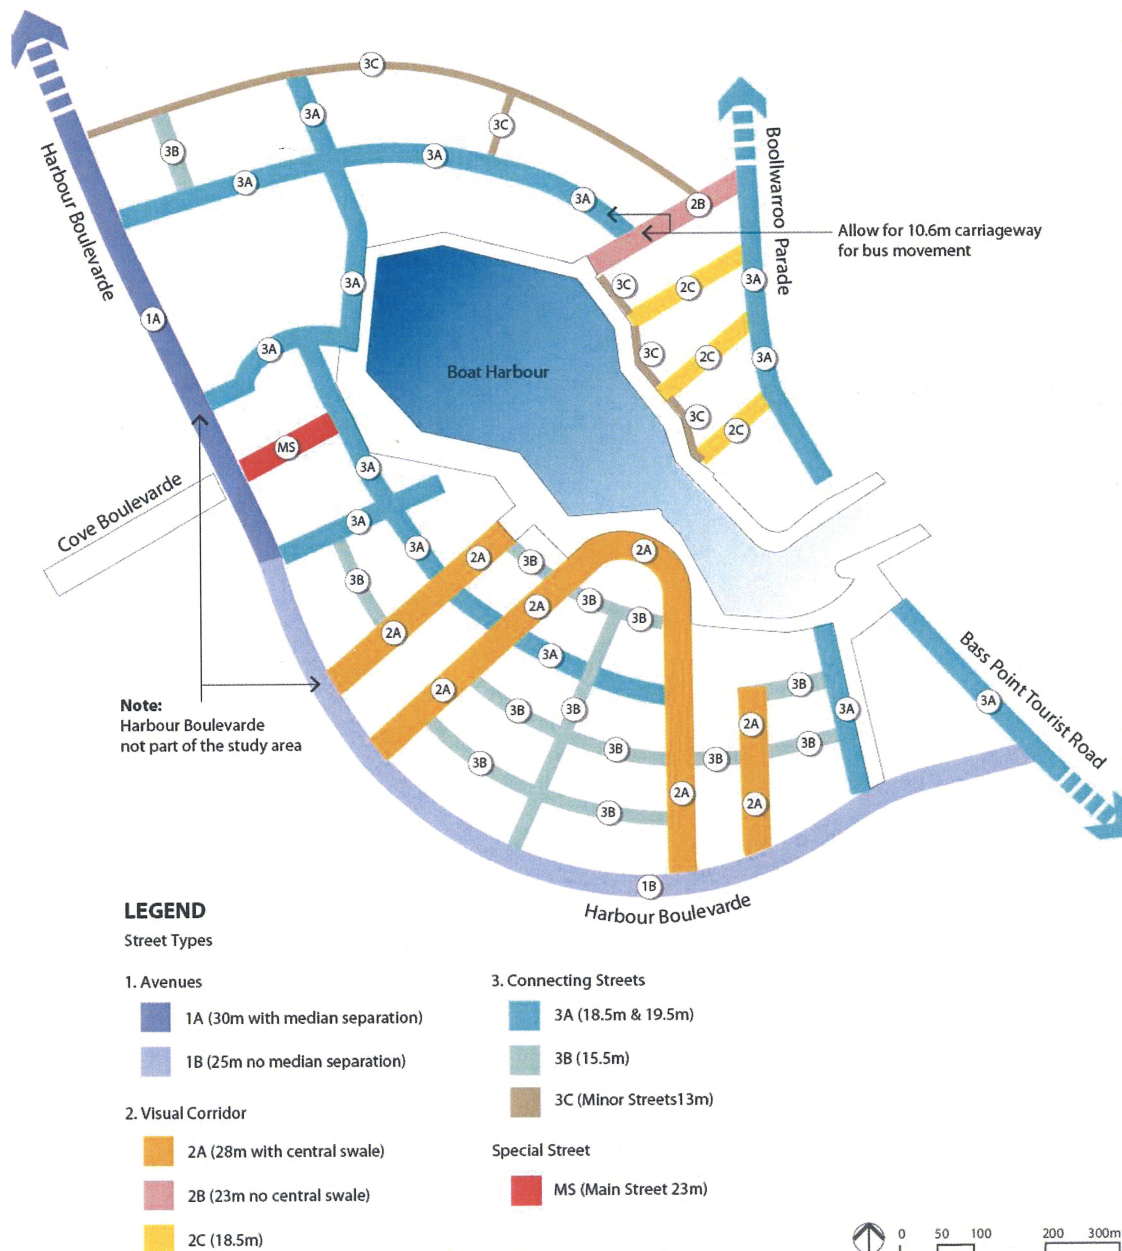 3C
3A
3C
3B
3A
3A
3A
2B
Harbour Boulevarde
Boollwarroo Parade
Allow for 10.6m carriageway
for bus movement
3A
3C
2C
3A
1A
3C
2C
3A
3A
Boat Harbour
3C
2C
MS
3A
Cove Boulevarde
3A
3A
2A
3B
2A
3B
2A
3B
3B
2A
3A
Bass Point Tourist Road
2A
3B
3A
3B
3B
3A
2A
3B
3B
3B
3B
2A
3B
2A
Note:
Harbour Boulevarde
not part of the study area
1B
Harbour Boulevarde
LEGEND
Street Types
1. Avenues
1A (30m with median separation)
1B (25m no median separation)
2. Visual Corridor
2A (28m with central swale)
2B (23m no central swale)
2C (18.5m)
3. Connecting Streets
3A (18.5m & 19.5m)
3B (15.5m)
3C (Minor Streets13m)
Special Street
MS (Main Street 23m)
0 50 100 200 300m